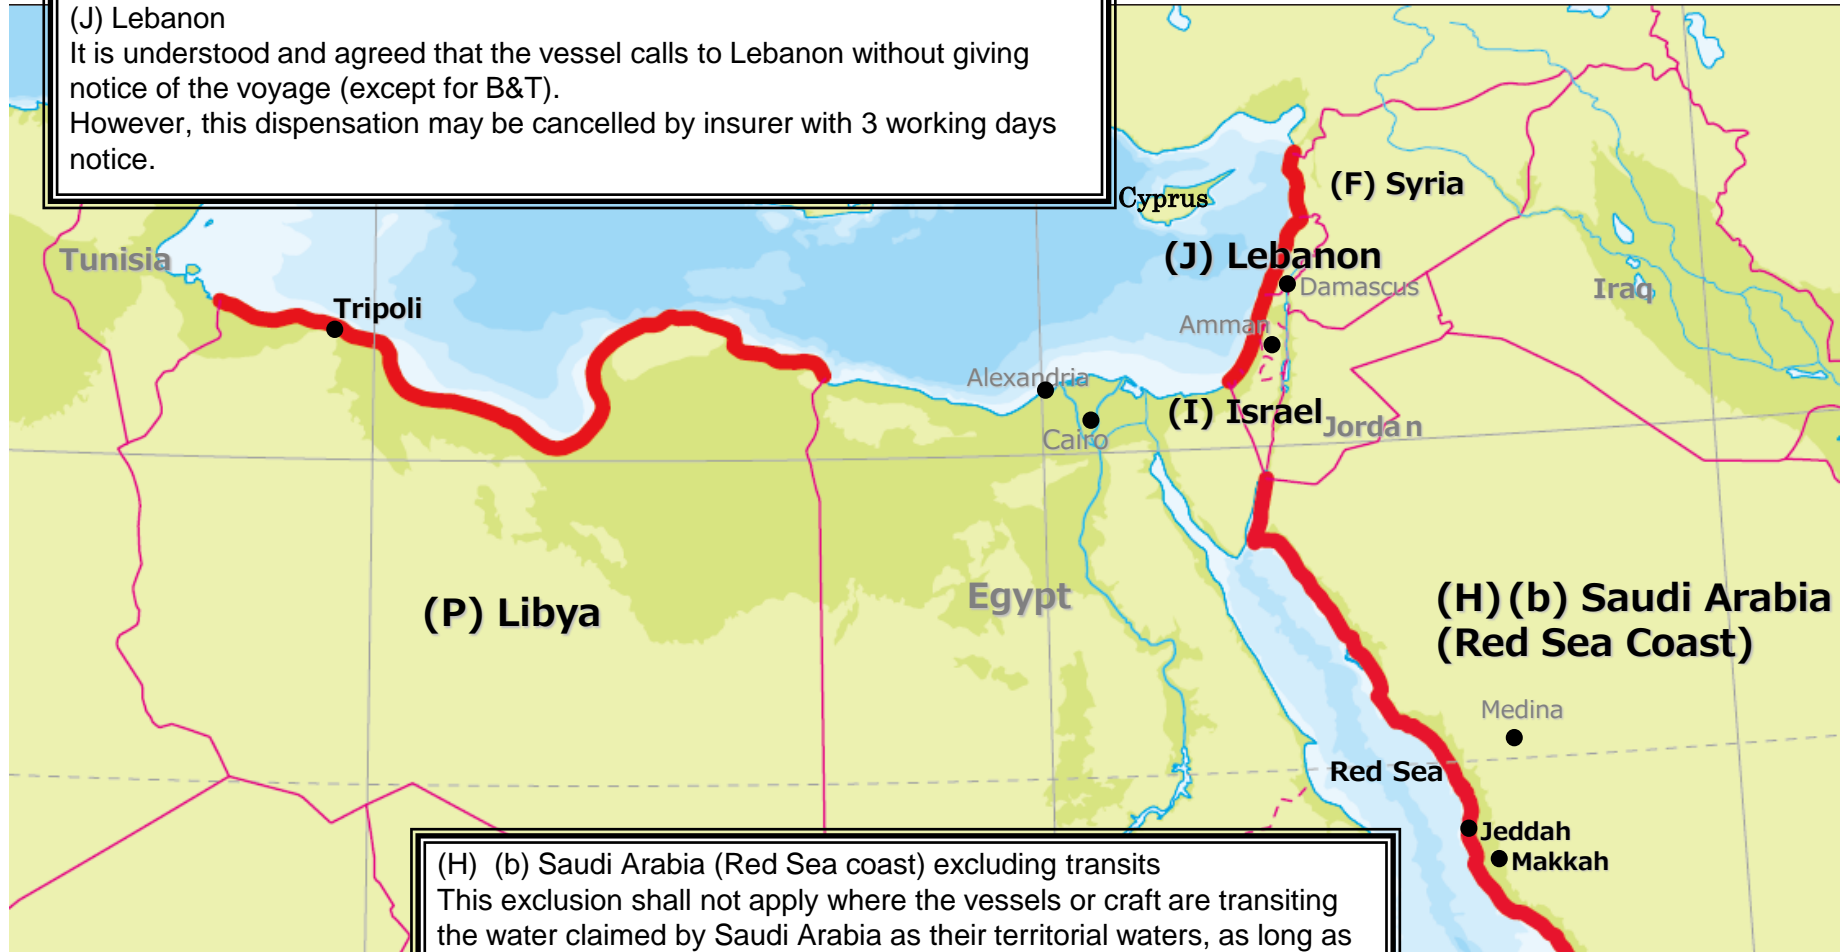 (J) Lebanon
It is understood and agreed that the vessel calls to Lebanon without giving
notice of the voyage (except for B&T).
However, this dispensation may be cancelled by insurer with 3 working days
notice.
Cyprus
(F) Syria
Tunisia
(J) Lebanon
Damascus
Iraq
Tripoli
Amman
Alexandria
(I) Israel
Jordan
Cairo
Egypt
(P) Libya
(H) (b) Saudi Arabia
(Red Sea Coast)
Medina
Red Sea
Jeddah
Makkah
(H) (b) Saudi Arabia (Red Sea coast) excluding transits
This exclusion shall not apply where the vessels or craft are transiting
the water claimed by Saudi Arabia as their territorial waters, as long as